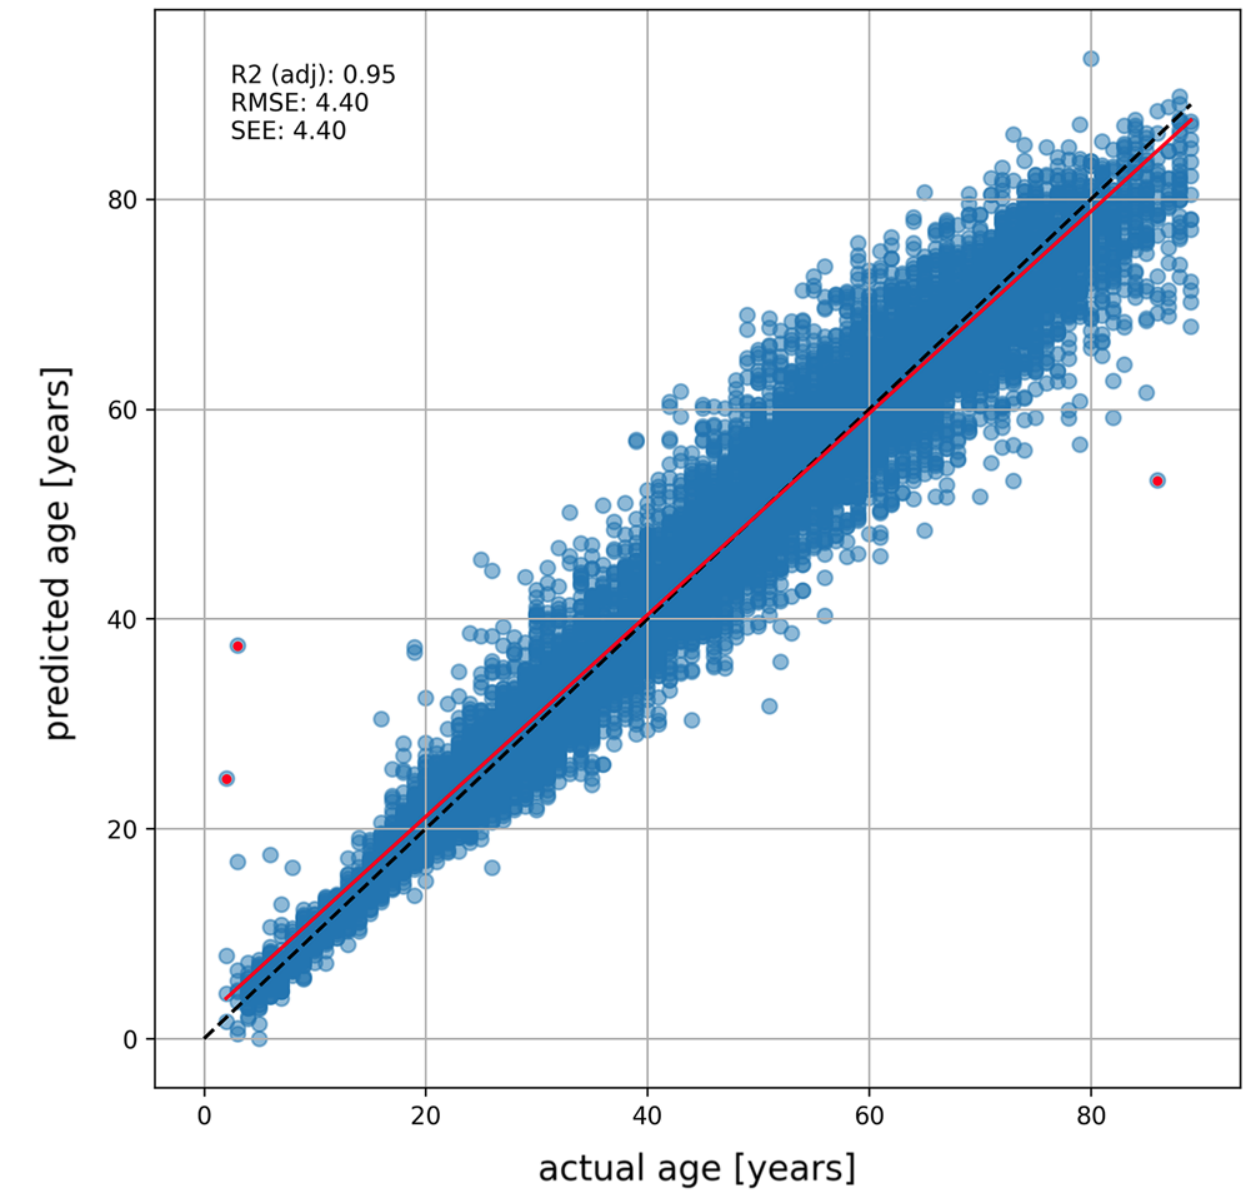 R2 (adj): 0.95
RMSE: 4.40
SEE: 4.40
80
60
40
20
0
predicted age [years]
0 20 40 60 80
actual age [years]